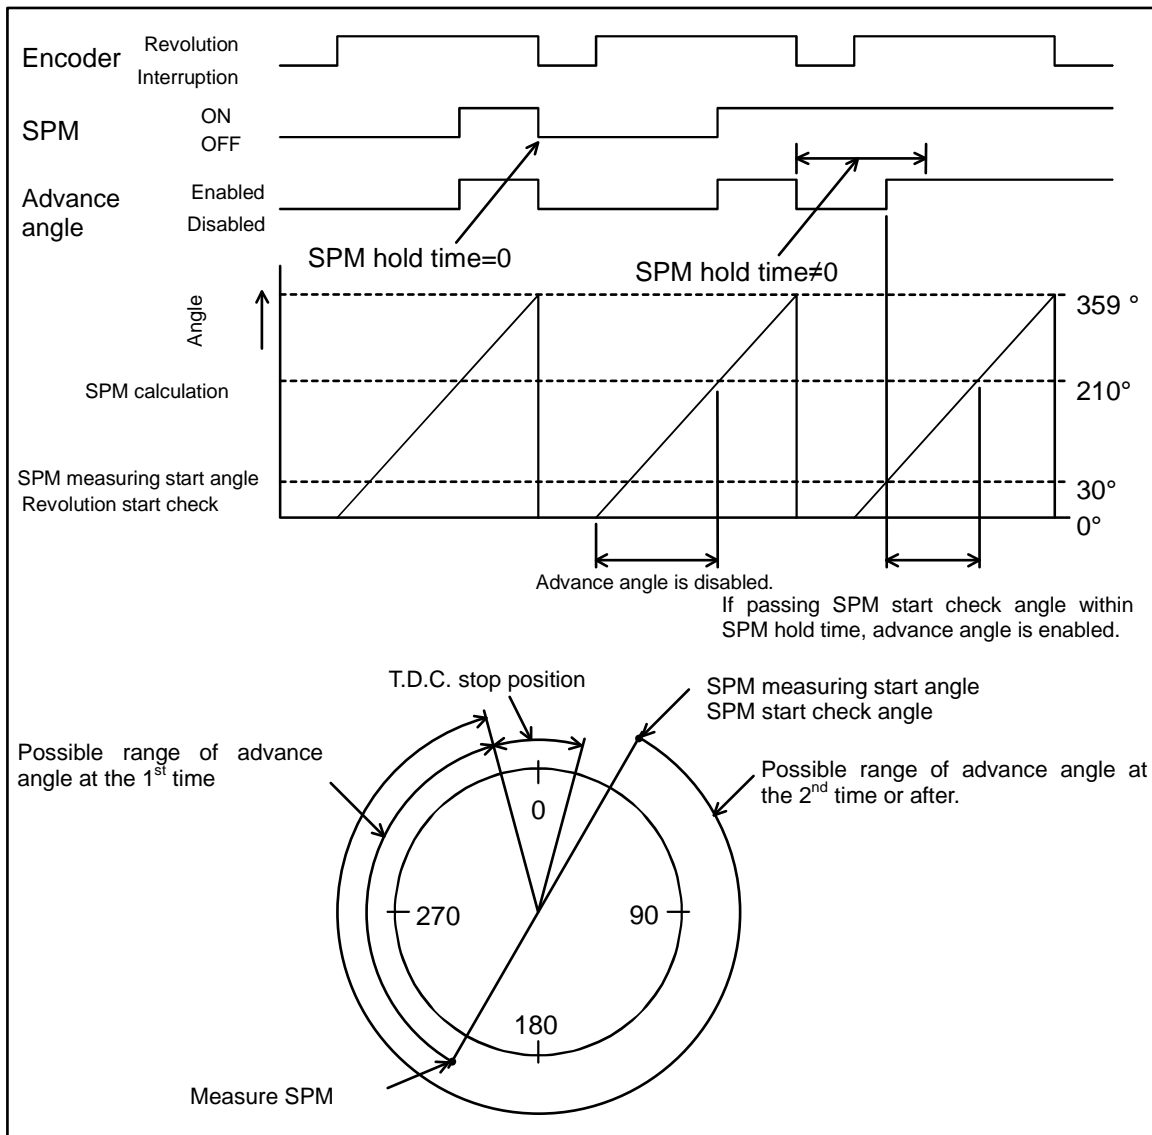 Encoder
Revolution
Interruption
SPM
ON
OFF
Advance
angle
Enabled
Disabled
SPM hold time=0
SPM hold time≠0
Angle
359 °
SPM calculation
210°
SPM measuring start angle
Revolution start check
30°
0°
Advance angle is disabled.
If passing SPM start check angle within
SPM hold time, advance angle is enabled.
T.D.C. stop position
SPM measuring start angle
SPM start check angle
Possible range of advance
angle at the 1st time
Possible range of advance angle at
the 2nd time or after.
0
270
90
180
Measure SPM